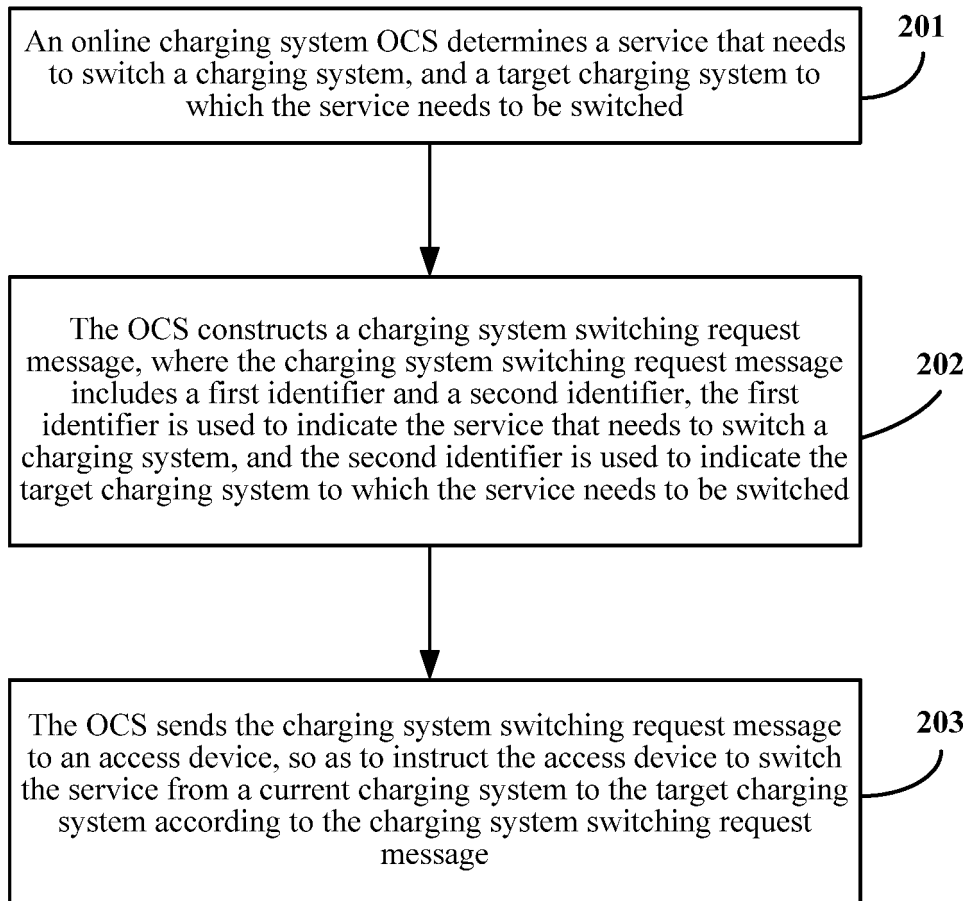 An online charging system OCS determines a service that needs
to switch a charging system, and a target charging system to
which the service needs to be switched
201
The OCS constructs a charging system switching request
message, where the charging system switching request message
includes a first identifier and a second identifier, the first
identifier is used to indicate the service that needs to switch a
charging system, and the second identifier is used to indicate the
target charging system to which the service needs to be switched
202
The OCS sends the charging system switching request message
to an access device, so as to instruct the access device to switch
the service from a current charging system to the target charging
system according to the charging system switching request
message
203